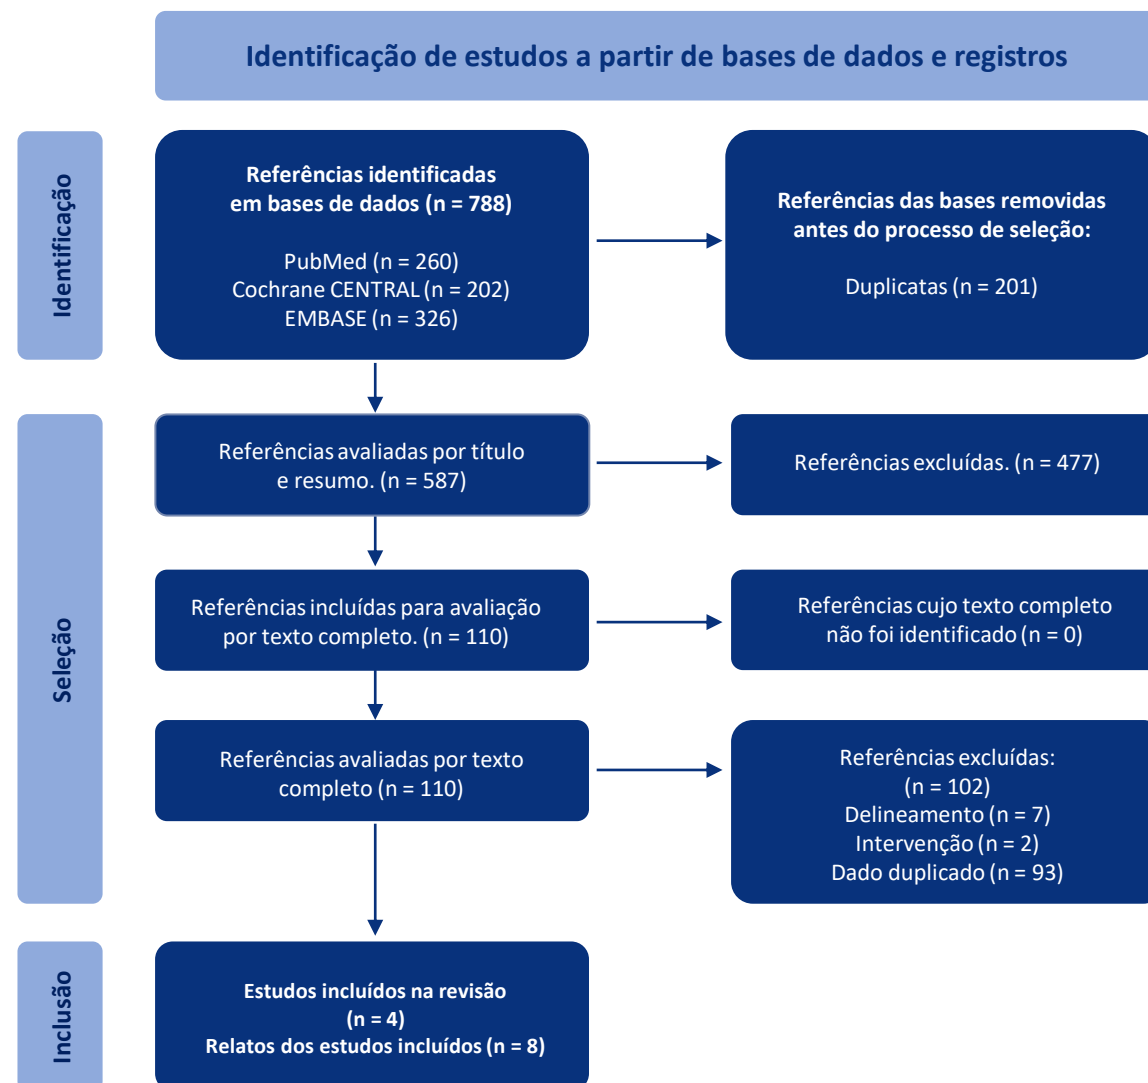 Identificação de estudos a partir de bases de dados e registros
Identificação
Referências identificadas
em bases de dados (n = 788)
PubMed (n = 260)
Cochrane CENTRAL (n = 202)
EMBASE (n = 326)
Referências das bases removidas
antes do processo de seleção:
Duplicatas (n = 201)
Seleção
Referências avaliadas por título
e resumo. (n = 587)
Referências excluídas. (n = 477)
Referências incluídas para avaliação
por texto completo. (n = 110)
Referências cujo texto completo
não foi identificado (n = 0)
Referências avaliadas por texto
completo (n = 110)
Referências excluídas:
(n = 102)
Delineamento (n = 7)
Intervenção (n = 2)
Dado duplicado (n = 93)
Inclusão
Estudos incluídos na revisão
(n = 4)
Relatos dos estudos incluídos (n = 8)